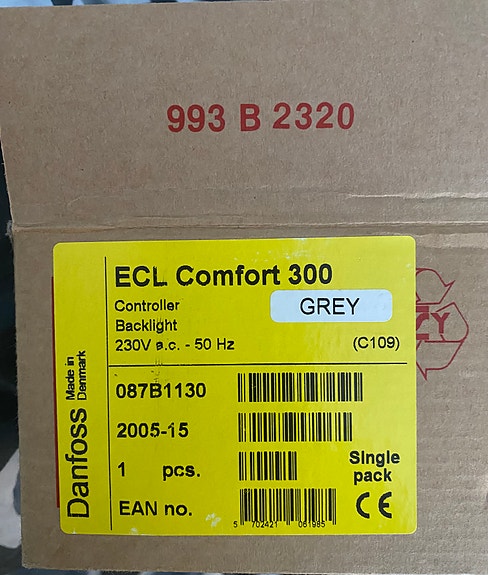 993 B 2320
ECL Comfort 300
Controller
GREY
Backlight
230V a.c. - 50 Hz
(C109)
Danfoss
Made in
Denmark
087B1130
2005-15
1 pcs.
Single
pack
EAN no.
CE
5 702421 061985